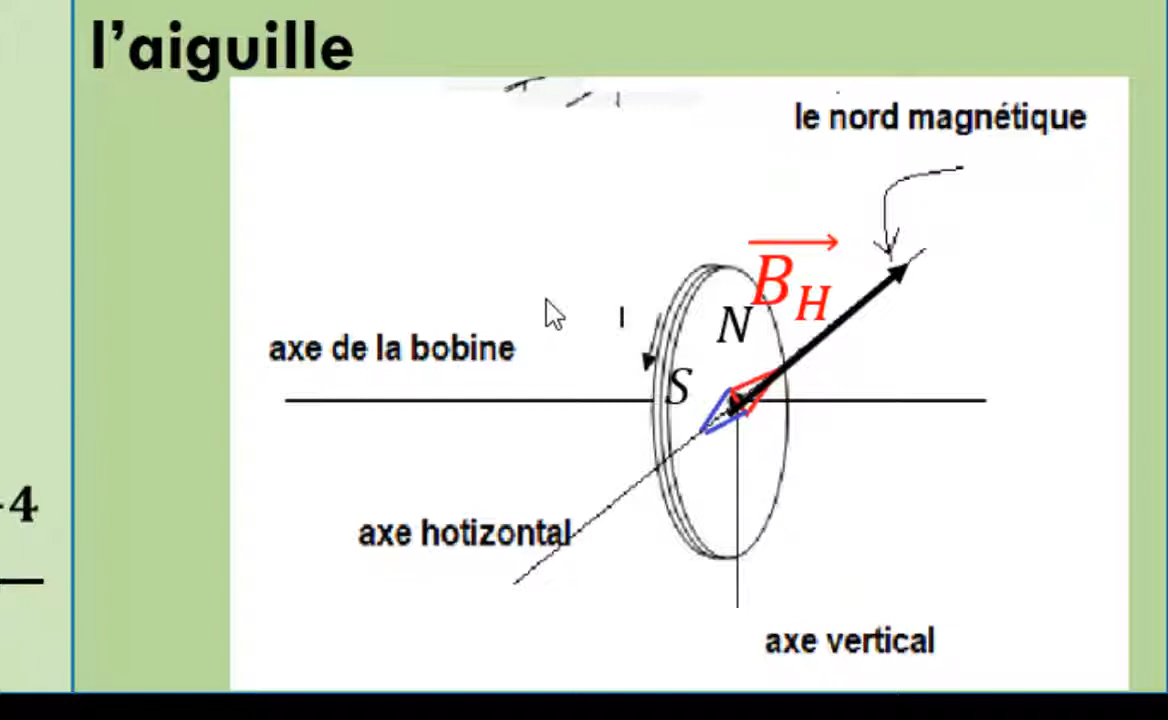 l'aiguille
le nord magnétique
B_H
N
I
axe de la bobine
S
-4
axe hotizontal
axe vertical